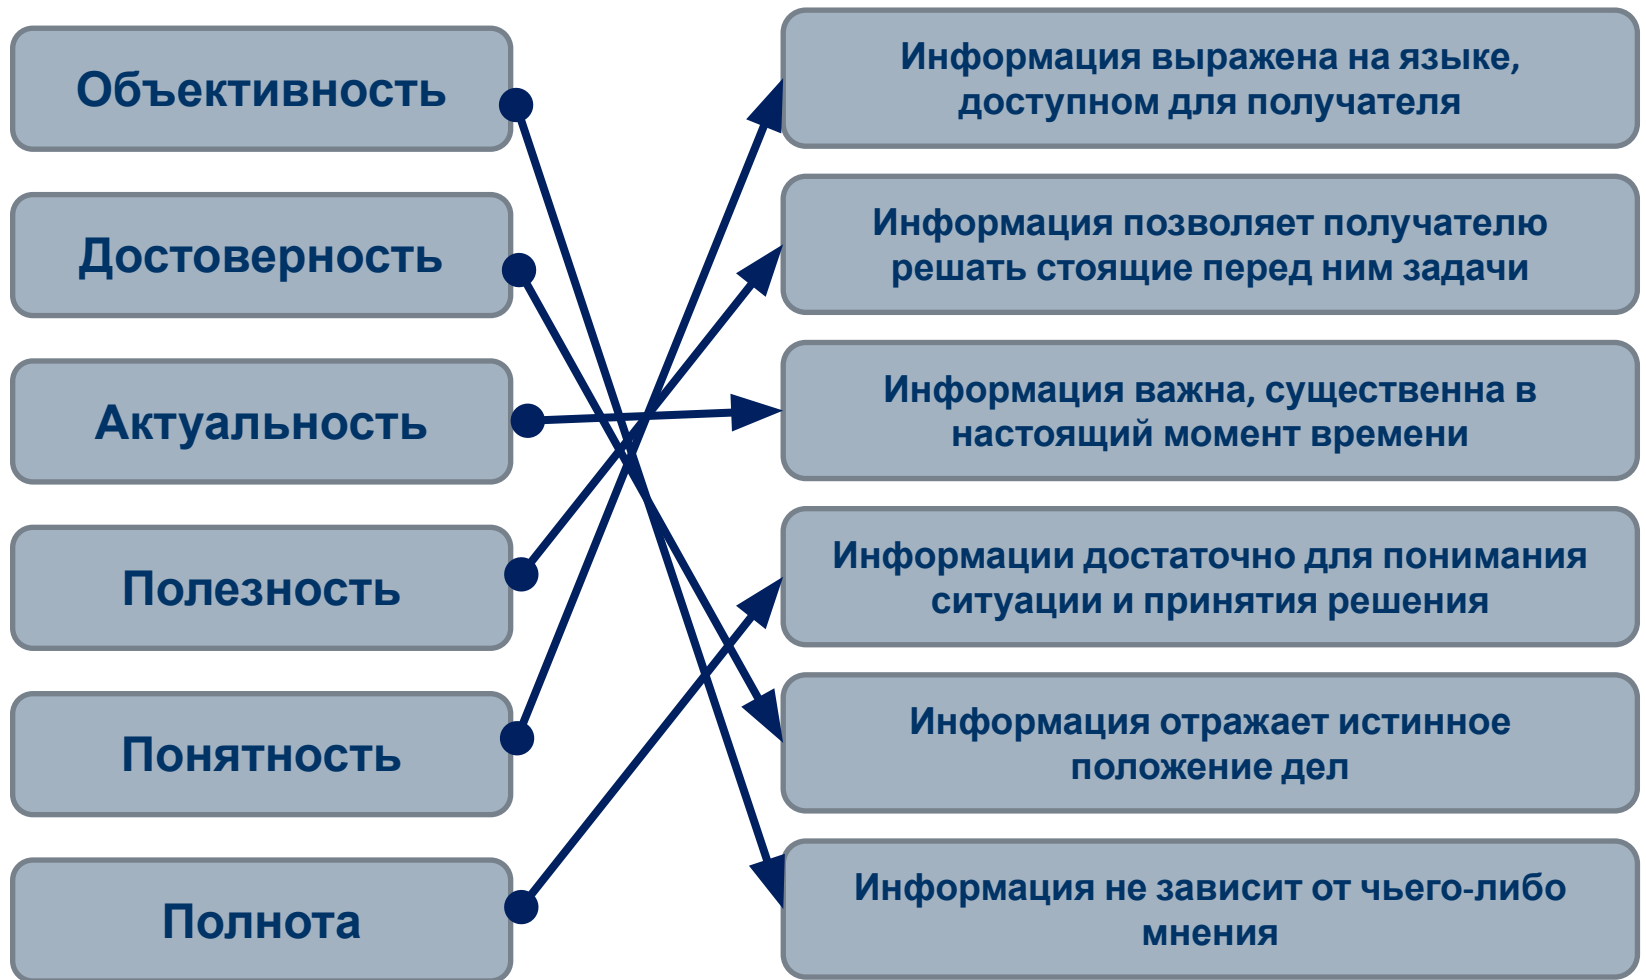 Объективность
Достоверность
Актуальность
Полезность
Понятность
Полнота
Информация выражена на языке,
доступном для получателя
Информация позволяет получателю
решать стоящие перед ним задачи
Информация важна, существенна в
настоящий момент времени
Информации достаточно для понимания
ситуации и принятия решения
Информация отражает истинное
положение дел
Информация не зависит от чьего-либо
мнения